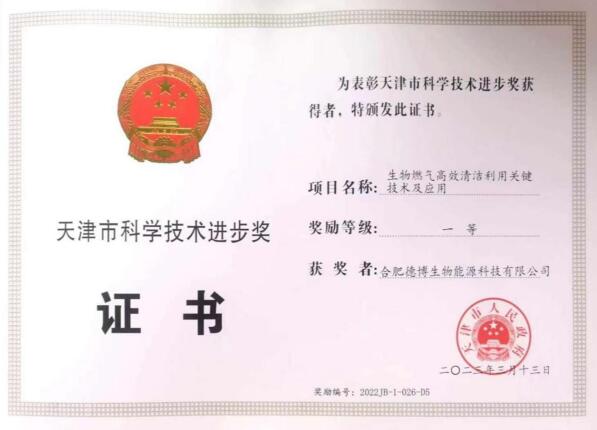 天津市科学技术进步奖
证书
为表彰天津市科学技术进步奖获
得者，特颁发此证书。
项目名称：生物燃气高效清洁利用关键
技术及应用
奖励等级：一等
获奖者：合肥德博生物能源科技有限公司
天津市人民政府
二〇二三年三月十三日
奖励编号：2022JB-1-026-D5